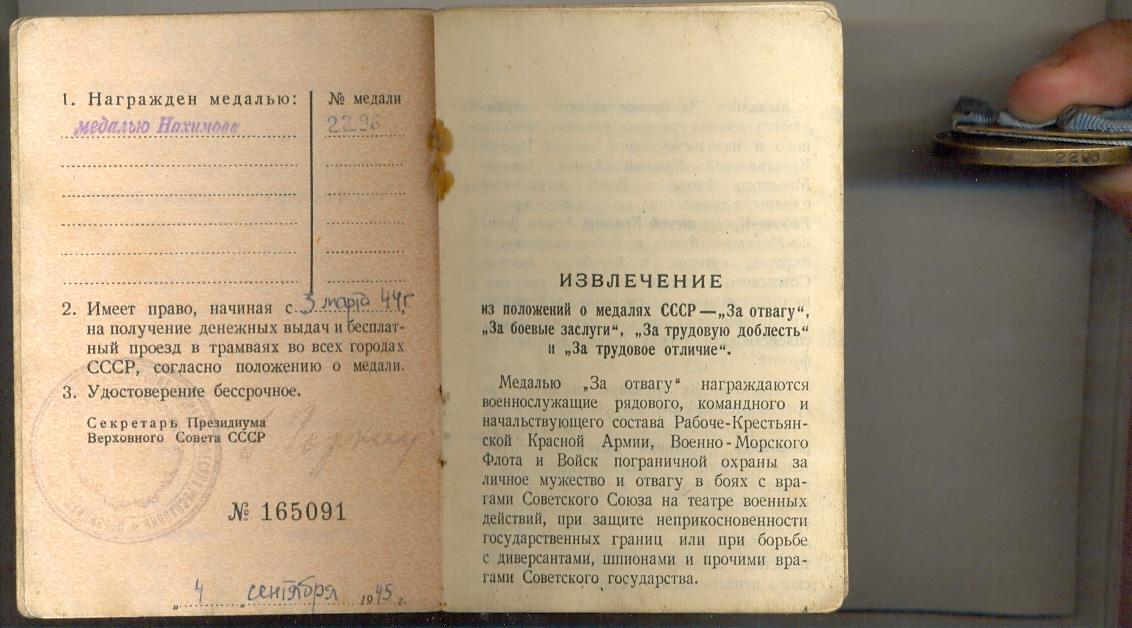 1. Награжден медалью:
№ медали
медалью Нахимова
2296
2. Имеет право, начиная с 3 марта 44г.,
на получение денежных выдач и бесплат-
ный проезд в трамваях во всех городах
СССР, согласно положению о медали.
3. Удостоверение бессрочное.
Секретарь Президиума
Верховного Совета СССР
№ 165091
„4" сентября 1945 г.
ИЗВЛЕЧЕНИЕ
из положений о медалях СССР—„За отвагу“,
„За боевые заслуги“, „За трудовую доблесть“
и „За трудовое отличие“.
Медалью „За отвагу“ награждаются
военнослужащие рядового, командного и
начальствующего состава Рабоче-Крестьян-
ской Красной Армии, Военно-Морского
Флота и Войск пограничной охраны за
личное мужество и отвагу в боях с вра-
гами Советского Союза на театре военных
действий, при защите неприкосновенности
государственных границ или при борьбе
с диверсантами, шпионами и прочими вра-
гами Советского государства.
2296